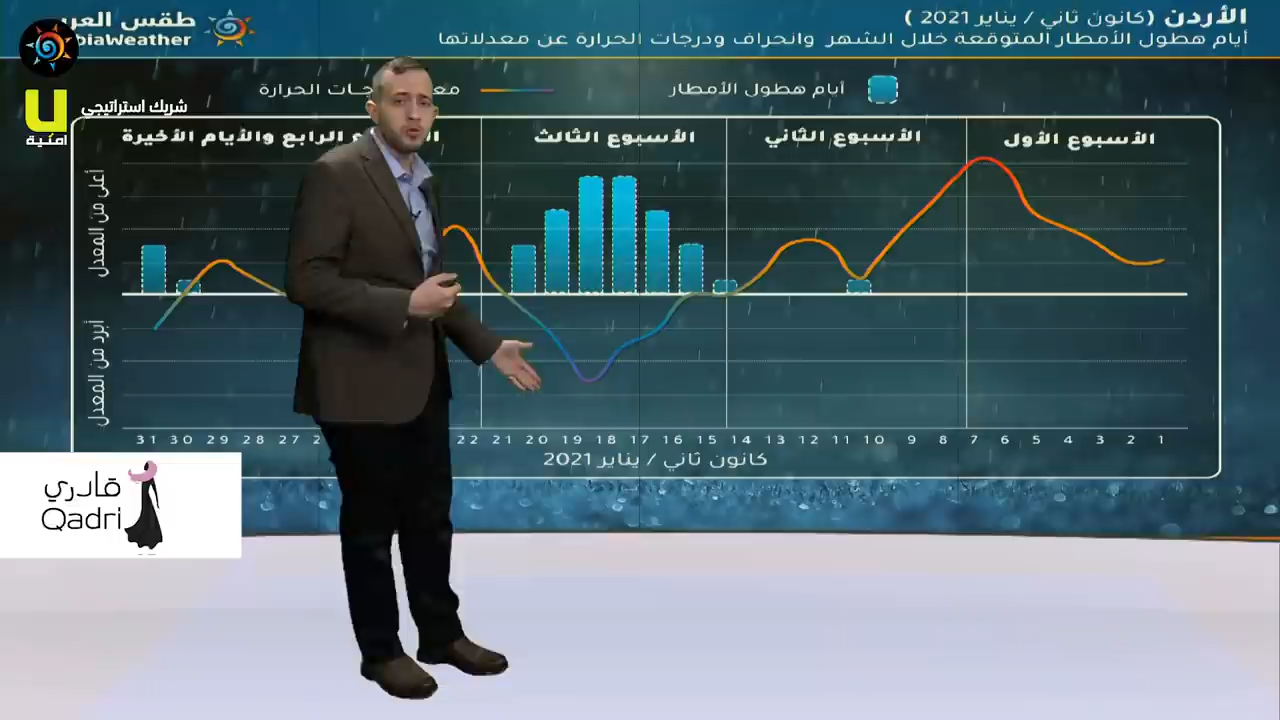 الأردن (كانون ثاني / يناير 2021 )
أيام هطول الأمطار المتوقعة خلال الشهر وانحراف ودرجات الحرارة عن معدلاتها
طقس العرب
biaWeather
شريك استراتيجي
U
أمنية
أيام هطول الأمطار
الحرارة
الأسبوع الأول
الأسبوع الثاني
الأسبوع الثالث
الرابع والأيام الأخيرة
أعلى من المعدل
أبرد من المعدل
31 30 29 28 27 22 21 20 19 18 17 16 15 14 13 12 11 10 9 8 7 6 5 4 3 2 1
كانون ثاني / يناير 2021
قادري
Qadri